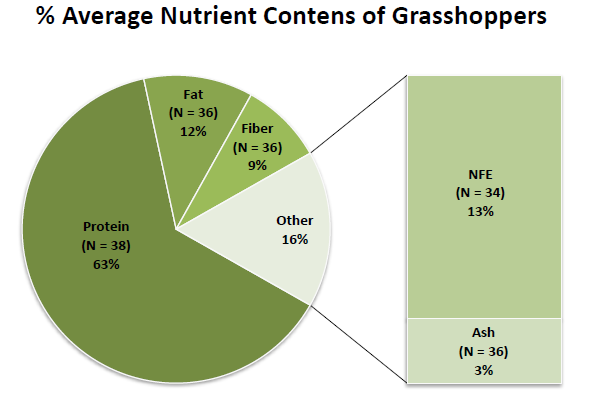 % Average Nutrient Contens of Grasshoppers
Fat
(N = 36)
12%
Fiber
(N = 36)
9%
Protein
(N = 38)
63%
Other
16%
NFE
(N = 34)
13%
Ash
(N = 36)
3%